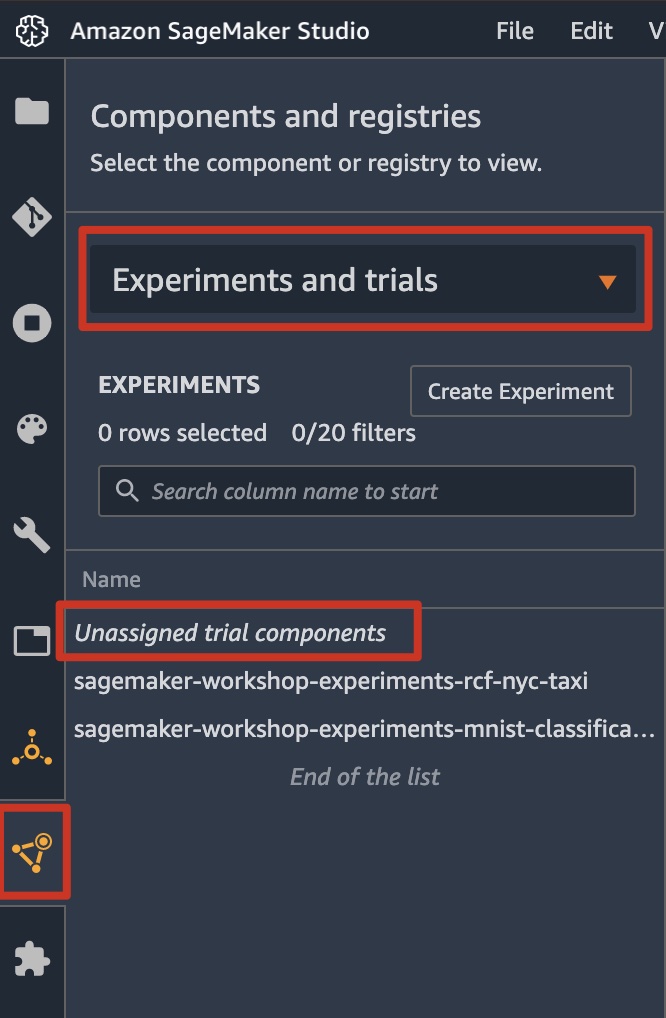 Amazon SageMaker Studio File Edit V
Components and registries
Select the component or registry to view.
Experiments and trials
EXPERIMENTS
Create Experiment
0 rows selected 0/20 filters
Search column name to start
Name
Unassigned trial components
sagemaker-workshop-experiments-rcf-nyc-taxi
sagemaker-workshop-experiments-mnist-classifica...
End of the list